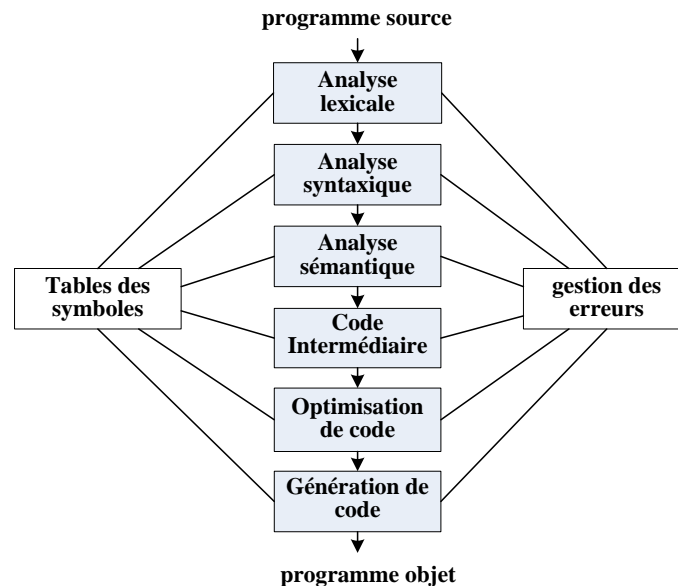 programme source
Analyse
lexicale
Analyse
syntaxique
Analyse
sémantique
Tables des
symboles
gestion des
erreurs
Code
Intermédiaire
Optimisation
de code
Génération de
code
programme objet